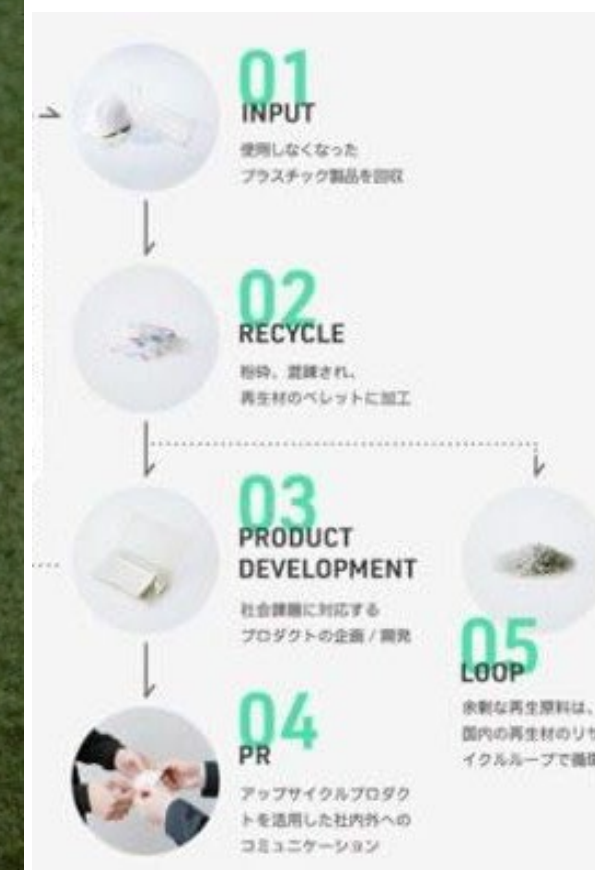 01
INPUT
使用しなくなった
プラスチック製品を回収
02
RECYCLE
粉砕、混錬され、
再生材のペレットに加工
03
PRODUCT
DEVELOPMENT
社会課題に対応する
プロダクトの企画 / 開発
04
PR
アップサイクルプロダク
トを活用した社内外への
コミュニケーション
05
LOOP
余剰な再生原料は、
国内の再生材のリサ
イクルループで循環